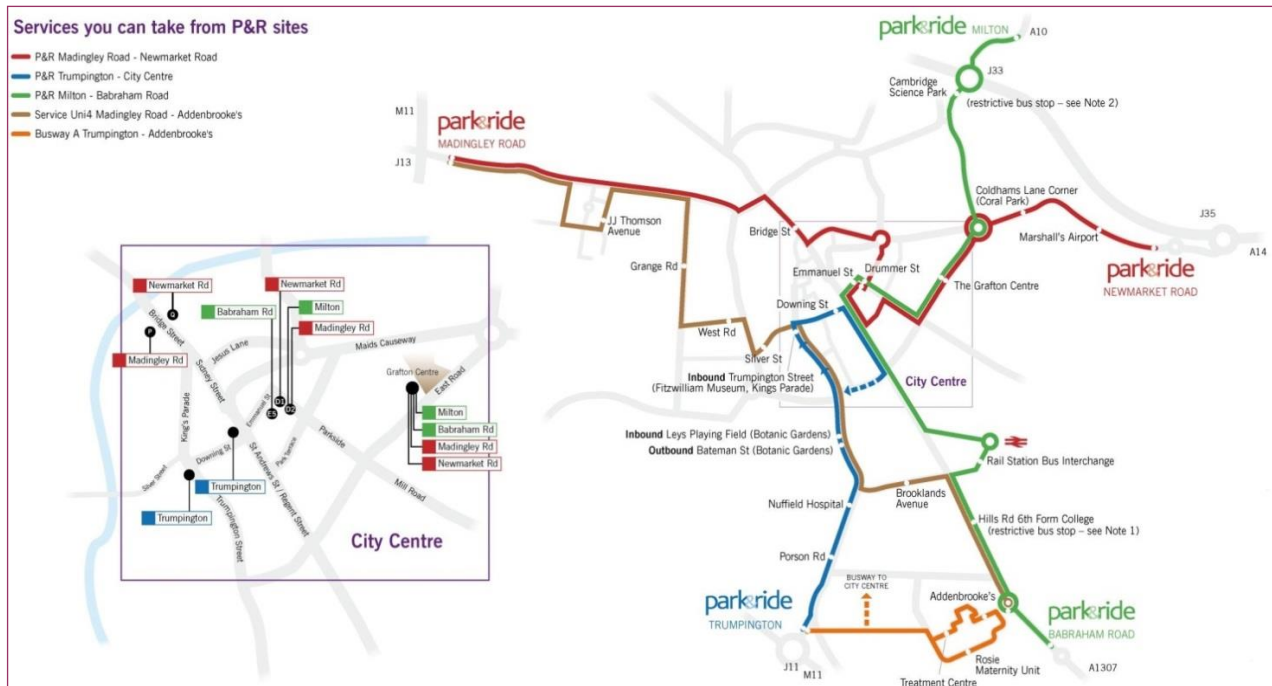 Services you can take from P&R sites
P&R Madingley Road - Newmarket Road
P&R Trumpington - City Centre
P&R Milton - Babraham Road
Service Uni4 Madingley Road - Addenbrooke's
Busway A Trumpington - Addenbrooke's
park&ride MILTON
A10
J33
Cambridge
Science Park
(restrictive bus stop – see Note 2)
M11
park&ride
MADINGLEY ROAD
J13
Coldhams Lane Corner
(Coral Park)
JJ Thomson
Avenue
Bridge St
Marshall's Airport
J35
A14
Grange Rd
Emmanuel St
Drummer St
park&ride
NEWMARKET ROAD
The Grafton Centre
Downing St
West Rd
Silver St
City Centre
Inbound Trumpington Street
(Fitzwilliam Museum, Kings Parade)
Inbound Leys Playing Field (Botanic Gardens)
Outbound Bateman St (Botanic Gardens)
Rail Station Bus Interchange
Nuffield Hospital
Brooklands
Avenue
Hills Rd 6th Form College
(restrictive bus stop – see Note 1)
Porson Rd
BUSWAY TO
CITY CENTRE
Addenbrooke's
park&ride
TRUMPINGTON
park&ride
BABRAHAM ROAD
J11
M11
Rosie
Maternity Unit
Treatment Centre
A1307
Newmarket Rd
Newmarket Rd
Babraham Rd
Milton
Madingley Rd
Q
P
Bridge Street
Madingley Rd
Jesus Lane
Maids Causeway
Sidney Street
Grafton Centre
East Road
King's Parade
Emmanuel St
E5
D1
D2
Milton
Babraham Rd
Madingley Rd
Newmarket Rd
Parkside
Park Terrace
Downing St
St Andrews St / Regent Street
Silver Street
Trumpington
Trumpington
Mill Road
Trumpington Street
City Centre